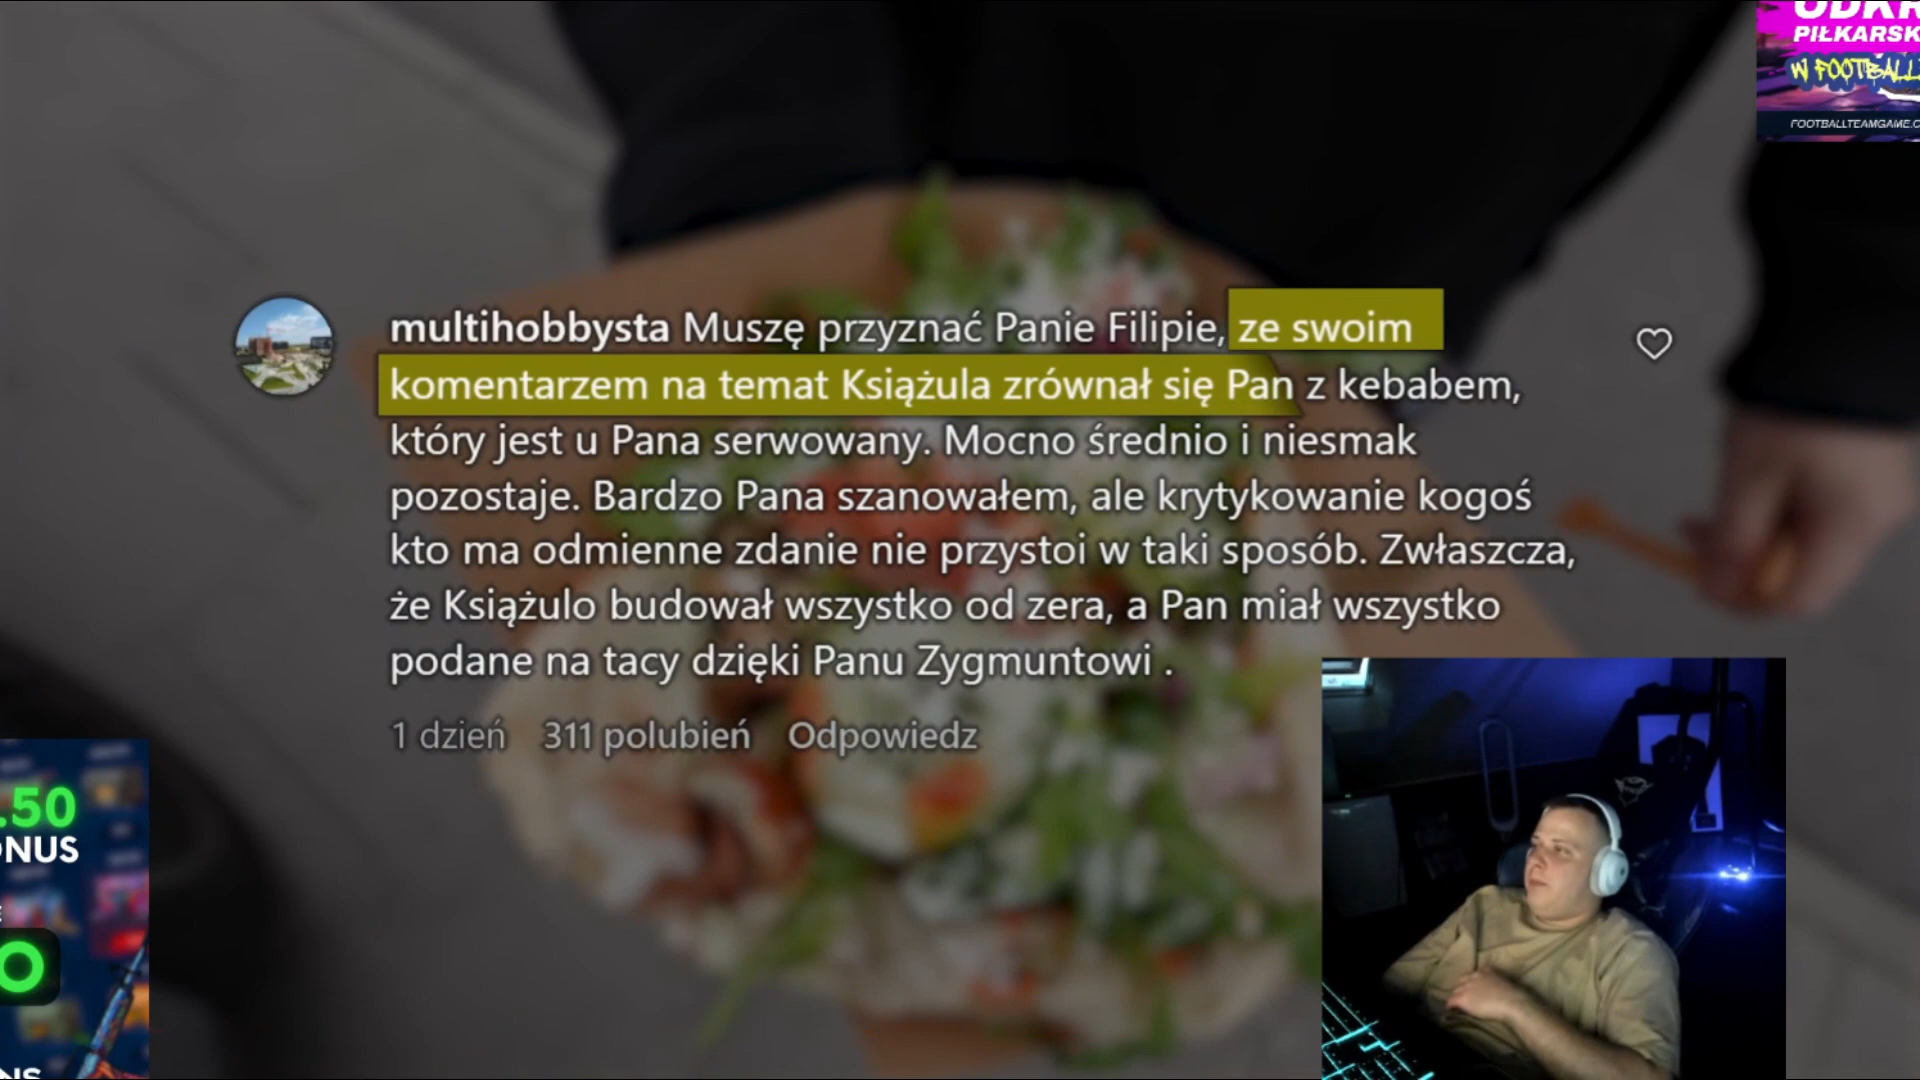 PIŁKARSK
W FOOTBALL
FOOTBALLTEAMGAME.C
multihobbysta Muszę przyznać Panie Filipie, ze swoim
komentarzem na temat Książula zrównał się Pan z kebabem,
który jest u Pana serwowany. Mocno średnio i niesmak
pozostaje. Bardzo Pana szanowałem, ale krytykowanie kogoś
kto ma odmienne zdanie nie przystoi w taki sposób. Zwłaszcza,
że Książulo budował wszystko od zera, a Pan miał wszystko
podane na tacy dzięki Panu Zygmuntowi .
1 dzień 311 polubień Odpowiedz
.50
ONUS
O